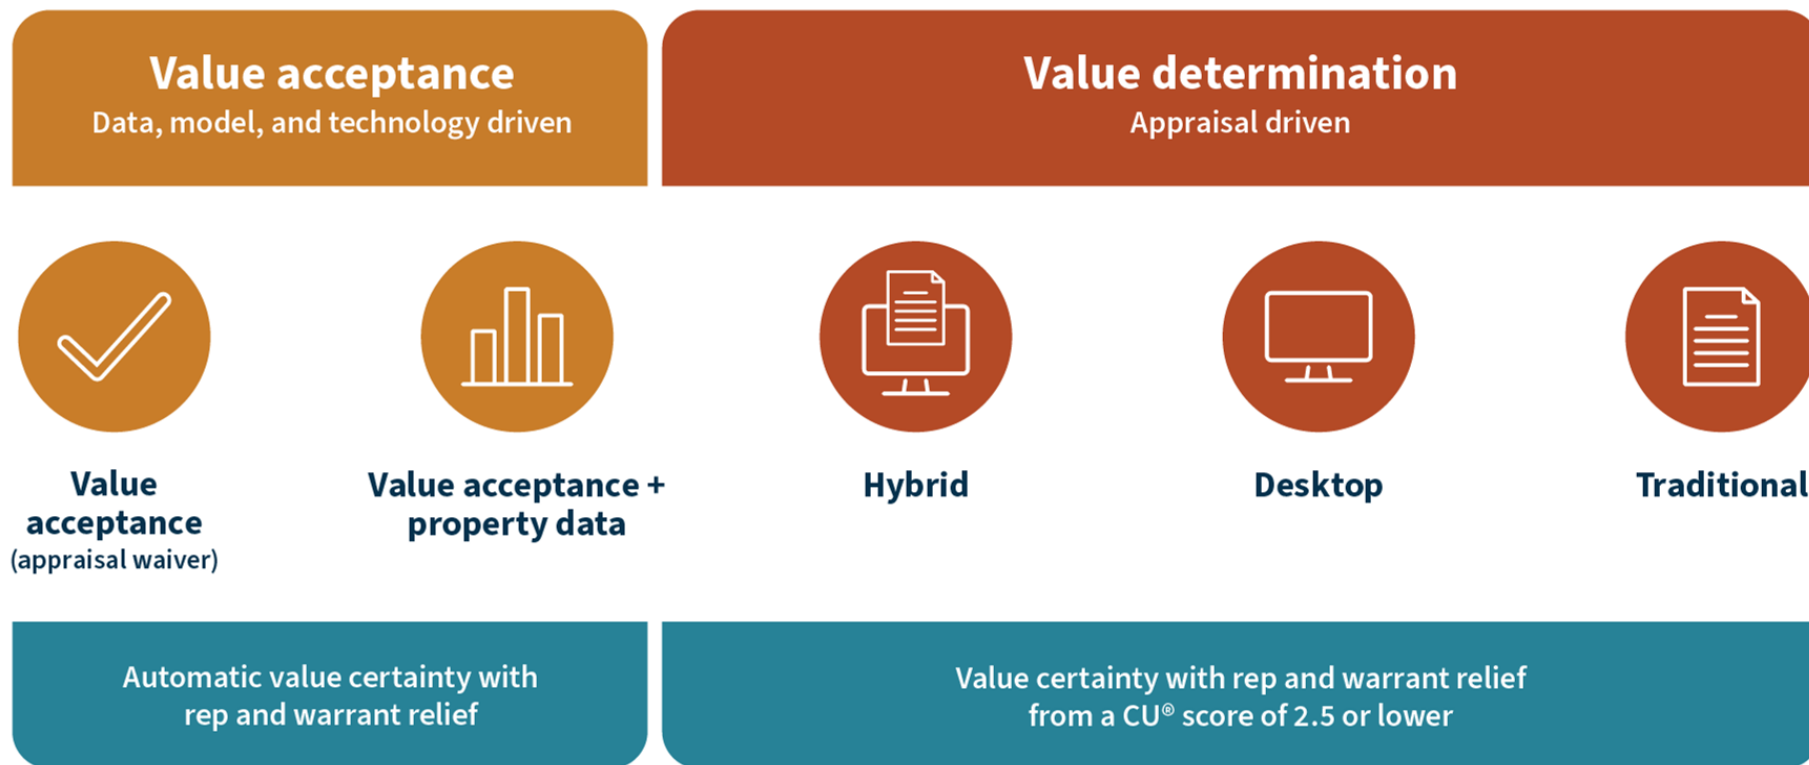 Value acceptance
Data, model, and technology driven
Value determination
Appraisal driven
Value
acceptance
(appraisal waiver)
Value acceptance +
property data
Hybrid
Desktop
Traditional
Automatic value certainty with
rep and warrant relief
Value certainty with rep and warrant relief
from a CU® score of 2.5 or lower